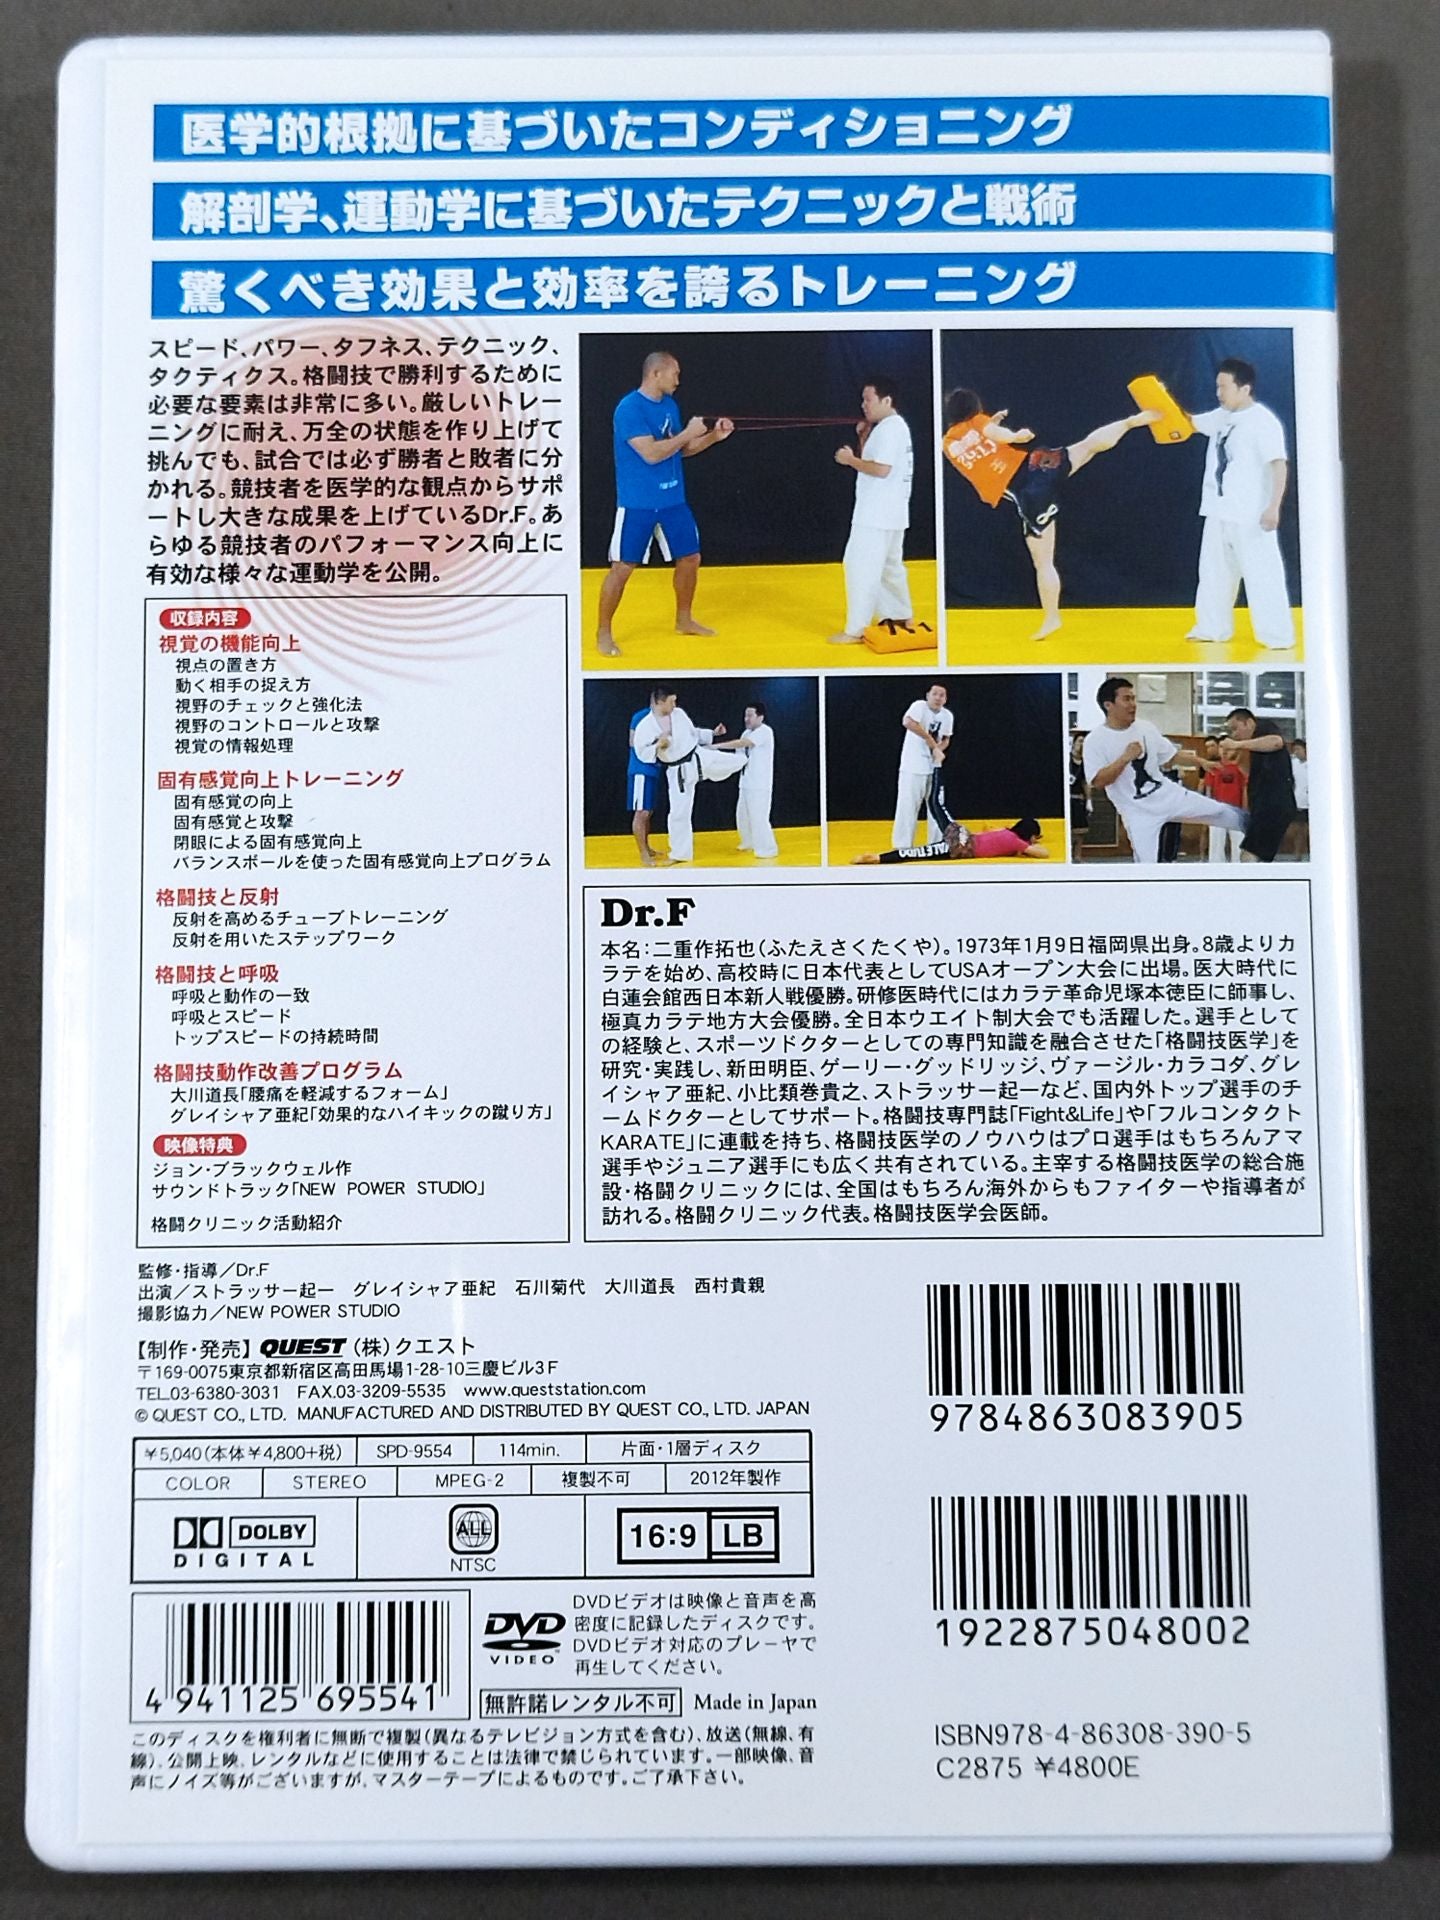 医学的根拠に基づいたコンディショニング
解剖学、運動学に基づいたテクニックと戦術
驚くべき効果と効率を誇るトレーニング
スピード、パワー、タフネス、テクニック、
タクティクス。格闘技で勝利するために
必要な要素は非常に多い。厳しいトレー
ニングに耐え、万全の状態を作り上げて
挑んでも、試合では必ず勝者と敗者に分
かれる。競技者を医学的な観点からサポ
ートし大きな成果を上げているDr.F。あ
らゆる競技者のパフォーマンス向上に
有効な様々な運動学を公開。
収録内容
視覚の機能向上
視点の置き方
動く相手の捉え方
視野のチェックと強化法
視野のコントロールと攻撃
視覚の情報処理
固有感覚向上トレーニング
固有感覚の向上
固有感覚と攻撃
閉眼による固有感覚向上
バランスボールを使った固有感覚向上プログラム
格闘技と反射
反射を高めるチューブトレーニング
反射を用いたステップワーク
格闘技と呼吸
呼吸と動作の一致
呼吸とスピード
トップスピードの持続時間
格闘技動作改善プログラム
大川道長「腰痛を軽減するフォーム」
グレイシャア亜紀「効果的なハイキックの蹴り方」
映像特典
ジョン・ブラックウェル作
サウンドトラック「NEW POWER STUDIO」
格闘クリニック活動紹介
Dr.F
本名：二重作拓也（ふたえさくたくや）。1973年1月9日福岡県出身。8歳よりカ
ラテを始め、高校時に日本代表としてUSAオープン大会に出場。医大時代に
白蓮会館西日本新人戦優勝。研修医時代にはカラテ革命児塚本徳臣に師事し、
極真カラテ地方大会優勝。全日本ウエイト制大会でも活躍した。選手として
の経験と、スポーツドクターとしての専門知識を融合させた「格闘技医学」を
研究・実践し、新田明臣、ゲーリー・グッドリッジ、ヴァージル・カラコダ、グレ
イシャア亜紀、小比類巻貴之、ストラッサー起一など、国内外トップ選手のチ
ームドクターとしてサポート。格闘技専門誌「Fight&Life」や「フルコンタクト
KARATE」に連載を持ち、格闘技医学のノウハウはプロ選手はもちろんアマ
選手やジュニア選手にも広く共有されている。主宰する格闘技医学の総合施
設・格闘クリニックには、全国はもちろん海外からもファイターや指導者が
訪れる。格闘クリニック代表。格闘技医学会医師。
監修・指導／Dr.F
出演／ストラッサー起一 グレイシャア亜紀 石川菊代 大川道長 西村貴親
撮影協力／NEW POWER STUDIO
【制作・発売】QUEST（株）クエスト
〒169-0075東京都新宿区高田馬場1-28-10三慶ビル3F
TEL.03-6380-3031 FAX.03-3209-5535 www.queststation.com
© QUEST CO., LTD. MANUFACTURED AND DISTRIBUTED BY QUEST CO., LTD. JAPAN
¥5,040（本体¥4,800+税） SPD-9554 114min. 片面・1層ディスク
COLOR STEREO MPEG-2 複製不可 2012年製作
DOLBY
DIGITAL
ALL
NTSC
16:9 LB
9784863083905
1922875048002
4 941125 695541
DVD
VIDEO
DVDビデオは映像と音声を高
密度に記録したディスクです。
DVDビデオ対応のプレーヤで
再生してください。
無許諾レンタル不可 Made in Japan
このディスクを権利者に無断で複製（異なるテレビジョン方式を含む）、放送（無線、有
線）、公開上映、レンタルなどに使用することは法律で禁じられています。一部映像、音
声にノイズ等がございますが、マスターテープによるものです。ご了承下さい。
ISBN978-4-86308-390-5
C2875 ¥4800E